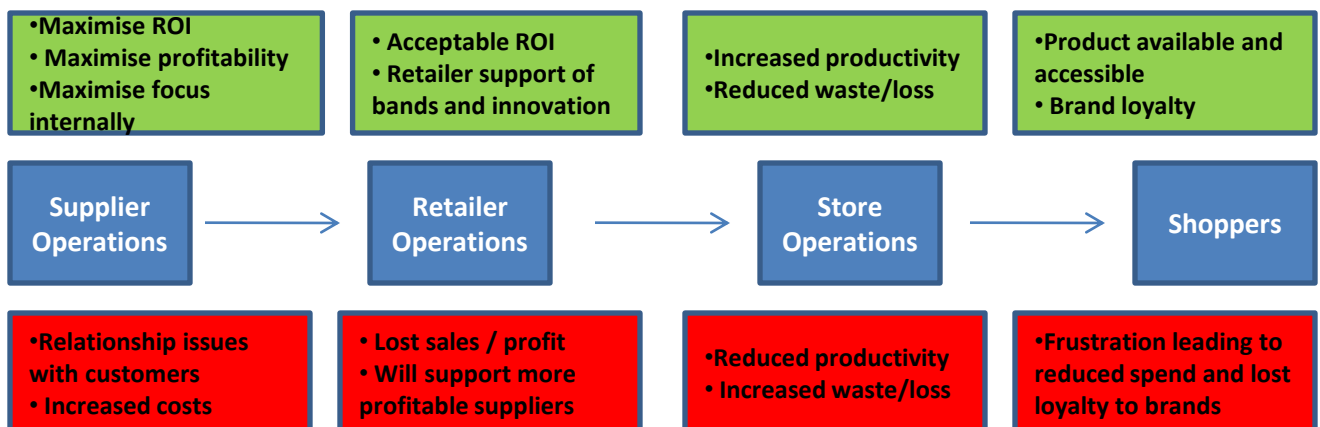 •Maximise ROI
• Maximise profitability
•Maximise focus
internally
• Acceptable ROI
• Retailer support of
bands and innovation
•Increased productivity
•Reduced waste/loss
•Product available and
accessible
• Brand loyalty
Supplier
Operations
Retailer
Operations
Store
Operations
Shoppers
•Relationship issues
with customers
• Increased costs
• Lost sales / profit
• Will support more
profitable suppliers
•Reduced productivity
• Increased waste/loss
•Frustration leading to
reduced spend and lost
loyalty to brands